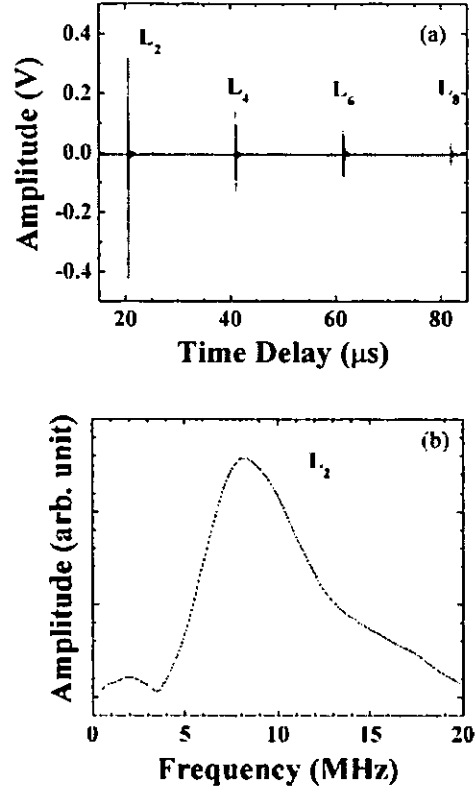 (a)
L2
L4
L6
L8
0.4
0.2
0.0
-0.2
-0.4
Amplitude (V)
20 40 60 80
Time Delay (μs)
(b)
L2
Amplitude (arb. unit)
0 5 10 15 20
Frequency (MHz)